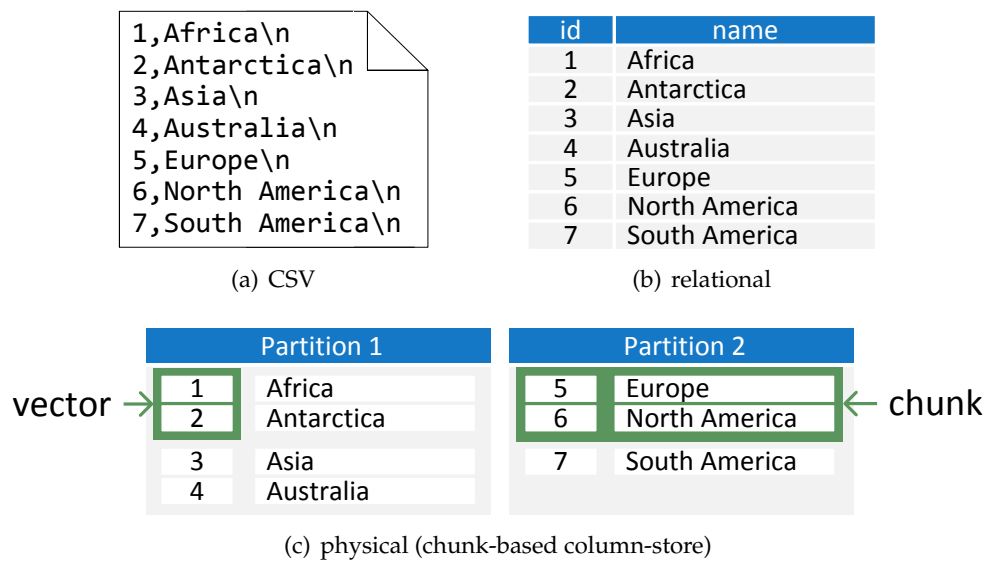 1,Africa\n
2,Antarctica\n
3,Asia\n
4,Australia\n
5,Europe\n
6,North America\n
7,South America\n
(a) CSV
id name
1 Africa
2 Antarctica
3 Asia
4 Australia
5 Europe
6 North America
7 South America
(b) relational
Partition 1
1 Africa
vector
2 Antarctica
3 Asia
4 Australia
Partition 2
5 Europe
chunk
6 North America
7 South America
(c) physical (chunk-based column-store)